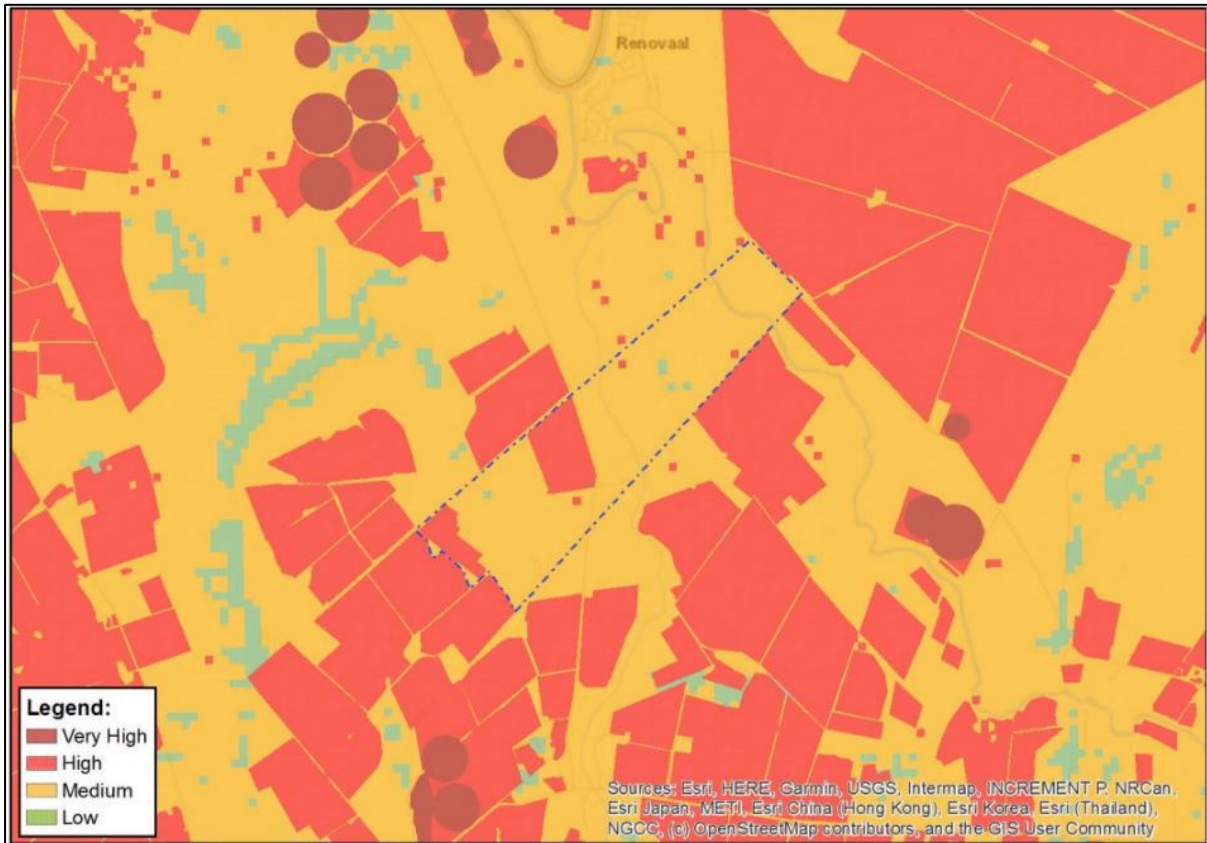 Renovaal
Legend:
Very High
High
Medium
Low
Sources: Esri, HERE, Garmin, USGS, Intermap, INCREMENT P, NRCan,
Esri Japan, METI, Esri China (Hong Kong), Esri Korea, Esri (Thailand),
NGCC, (c) OpenStreetMap contributors, and the GIS User Community